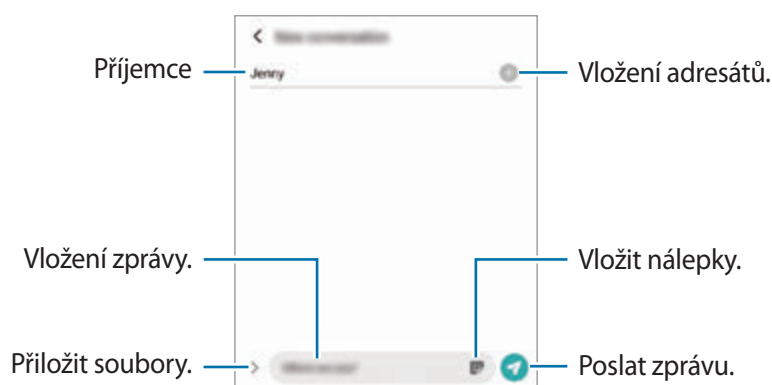 Příjemce
Jenny
Vložení adresátů.
Vložení zprávy.
Vložit nálepky.
Přiložit soubory.
Poslat zprávu.